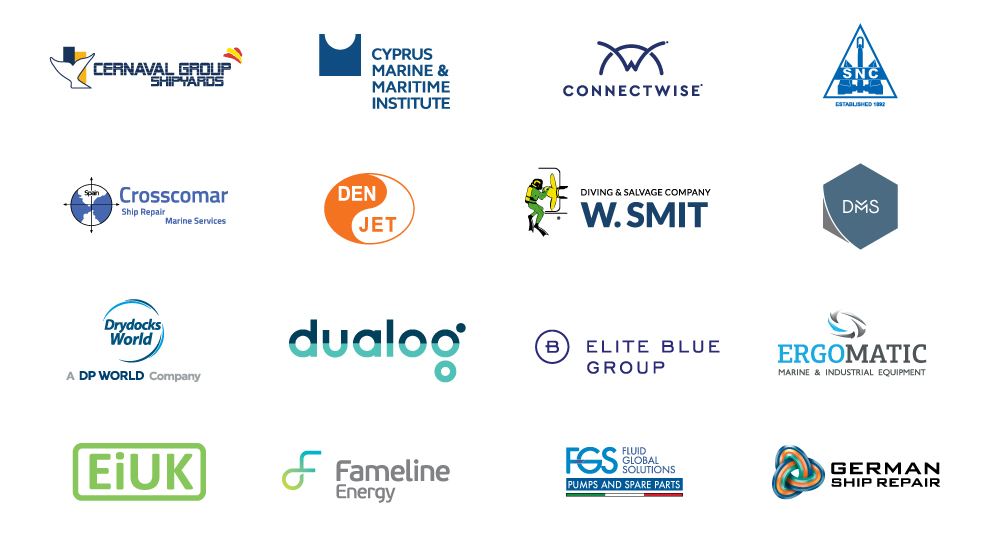 CERNAVAL GROUP
SHIPYARDS
CYPRUS
MARINE &
MARITIME
INSTITUTE
CONNECTWISE
SNC
ESTABLISHED 1892
Spain
Crosscomar
Ship Repair
Marine Services
DEN
JET
DIVING & SALVAGE COMPANY
W. SMIT
DMS
Drydocks
World
A DP WORLD Company
dualog
B
ELITE BLUE
GROUP
ERGOMATIC
MARINE & INDUSTRIAL EQUIPMENT
EiUK
Fameline
Energy
FGS
FLUID
GLOBAL
SOLUTIONS
PUMPS AND SPARE PARTS
GERMAN
SHIP REPAIR